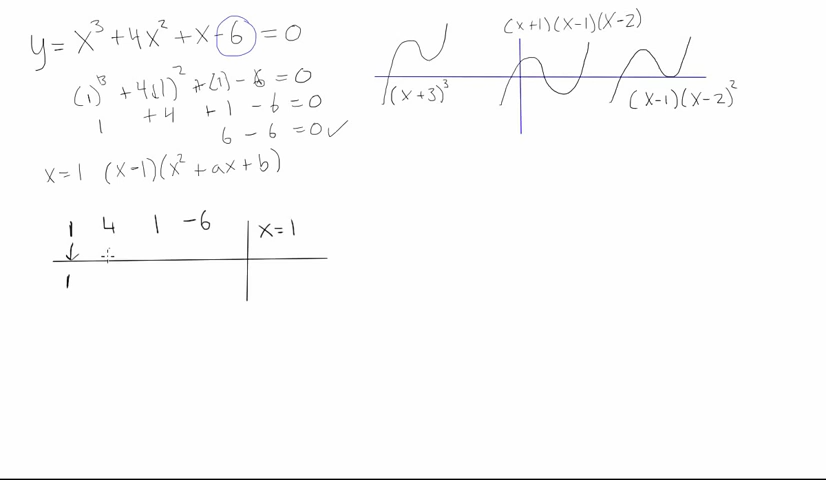 y = x³ + 4x² + x - 6 = 0
(1)³ + 4(1)² + (1) - 6 = 0
1 + 4 + 1 - 6 = 0
6 - 6 = 0 ✓
x = 1 (x-1)(x² + ax + b)
1 4 1 -6 x = 1
↓ +
1
(x+1)(x-1)(x-2)
(x+3)³
(x-1)(x-2)²